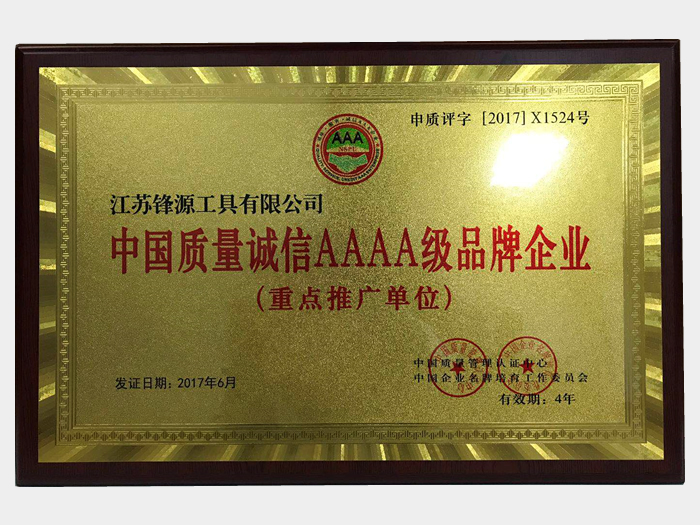 申质评字 [2017] X1524号
AAA
江苏锋源工具有限公司
中国质量诚信AAAA级品牌企业
(重点推广单位)
中国质量管理认证中心
中国企业名牌培育工作委员会
发证日期：2017年6月
有效期：4年